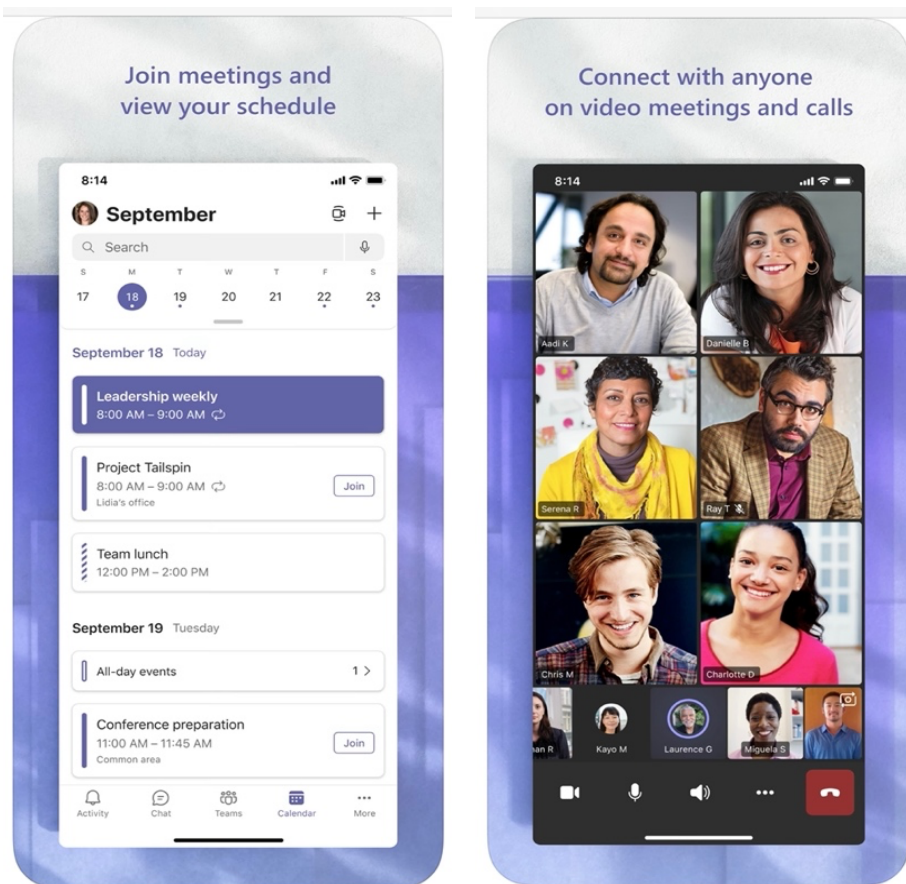 Join meetings and
view your schedule
8:14
September
Search
S M T W T F S
17 18 19 20 21 22 23
September 18 Today
Leadership weekly
8:00 AM – 9:00 AM
Project Tailspin
8:00 AM – 9:00 AM
Join
Lidia's office
Team lunch
12:00 PM – 2:00 PM
September 19 Tuesday
All-day events 1 >
Conference preparation
11:00 AM – 11:45 AM
Join
Common area
Activity Chat Teams Calendar More
Connect with anyone
on video meetings and calls
8:14
Aadi K Danielle B
Serena R Ray T
Chris M Charlotte D
Kayo M Laurence G Miguela S